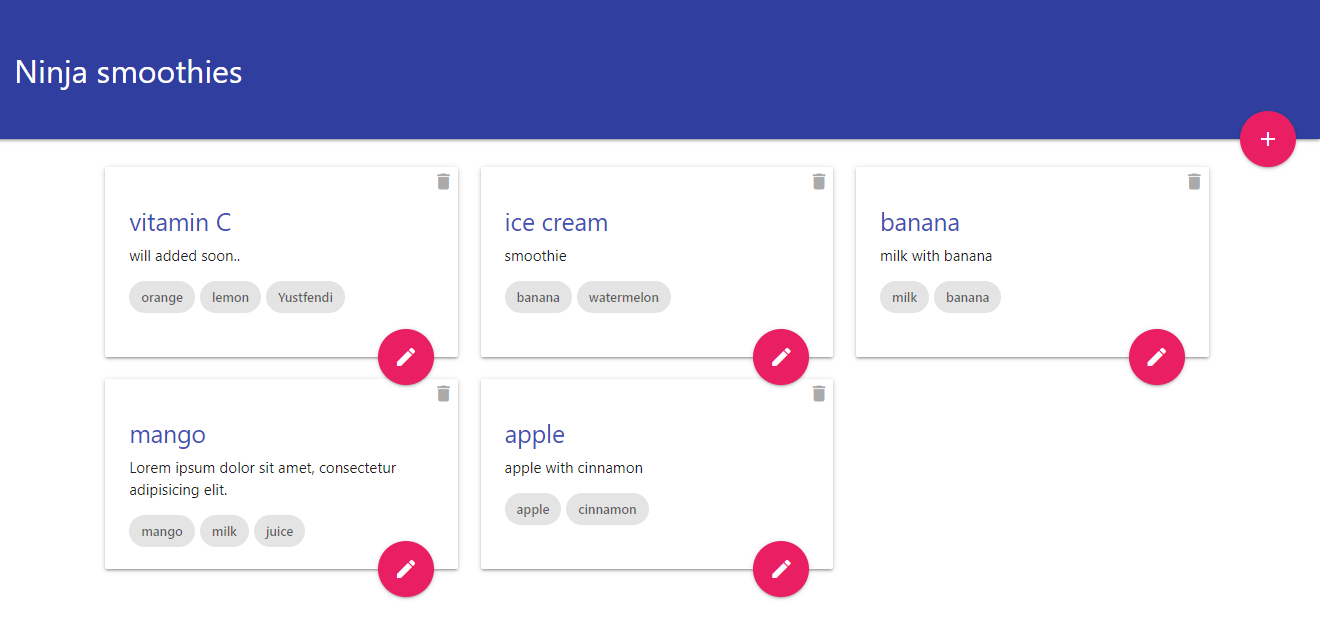 Ninja smoothies
vitamin C
will added soon..
orange lemon Yustfendi
ice cream
smoothie
banana watermelon
banana
milk with banana
milk banana
mango
Lorem ipsum dolor sit amet, consectetur
adipisicing elit.
mango milk juice
apple
apple with cinnamon
apple cinnamon